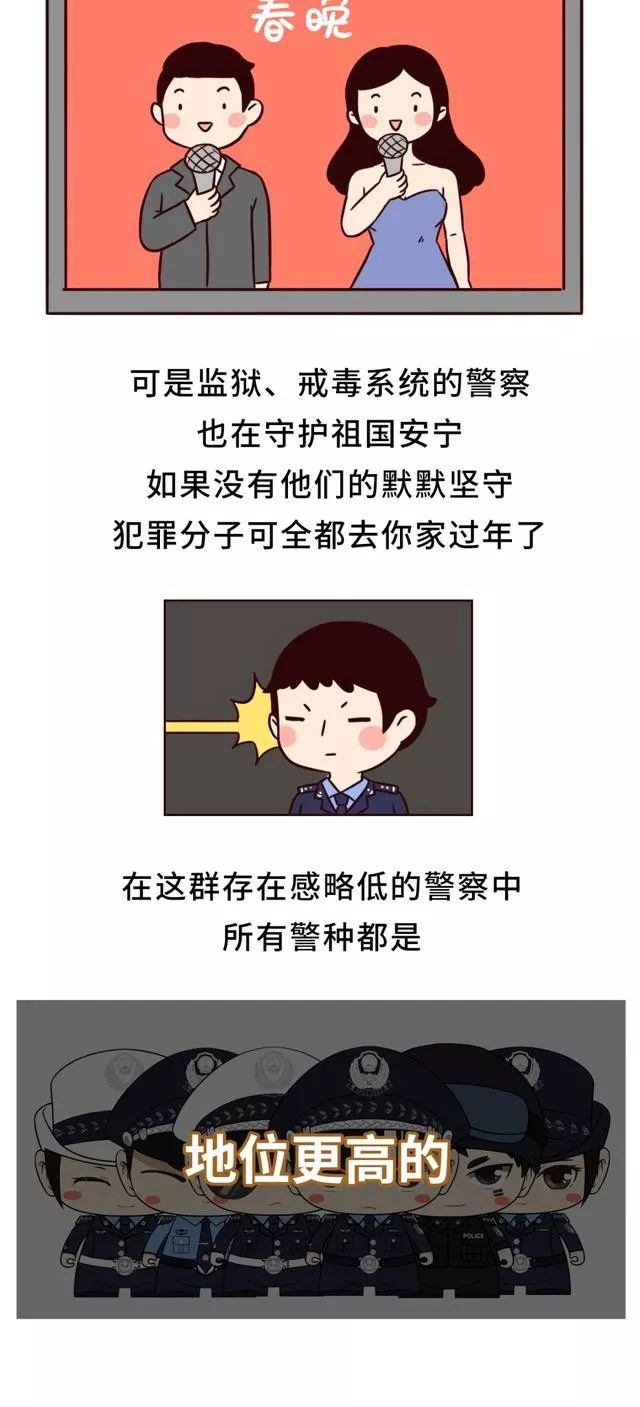 春晚
可是监狱、戒毒系统的警察
也在守护祖国安宁
如果没有他们的默默坚守
犯罪分子可全都去你家过年了
在这群存在感略低的警察中
所有警种都是
地位更高的
POLICE